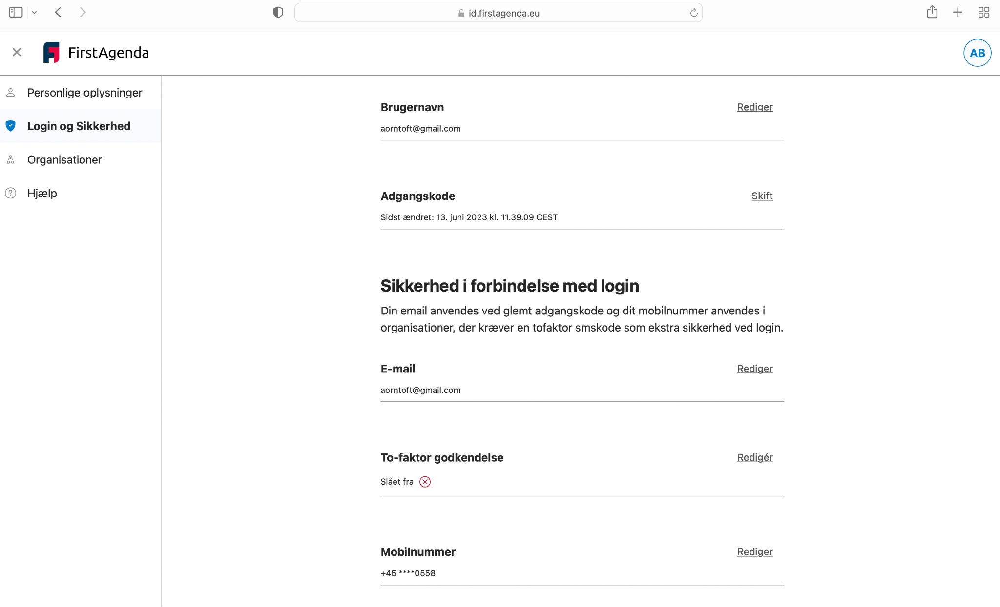 id.firstagenda.eu
FirstAgenda
AB
Personlige oplysninger
Login og Sikkerhed
Organisationer
Hjælp
Brugernavn
Rediger
aorntoft@gmail.com
Adgangskode
Skift
Sidst ændret: 13. juni 2023 kl. 11.39.09 CEST
Sikkerhed i forbindelse med login
Din email anvendes ved glemt adgangskode og dit mobilnummer anvendes i
organisationer, der kræver en tofaktor smskode som ekstra sikkerhed ved login.
E-mail
Rediger
aorntoft@gmail.com
To-faktor godkendelse
Redigér
Slået fra
Mobilnummer
Rediger
+45 ****0558